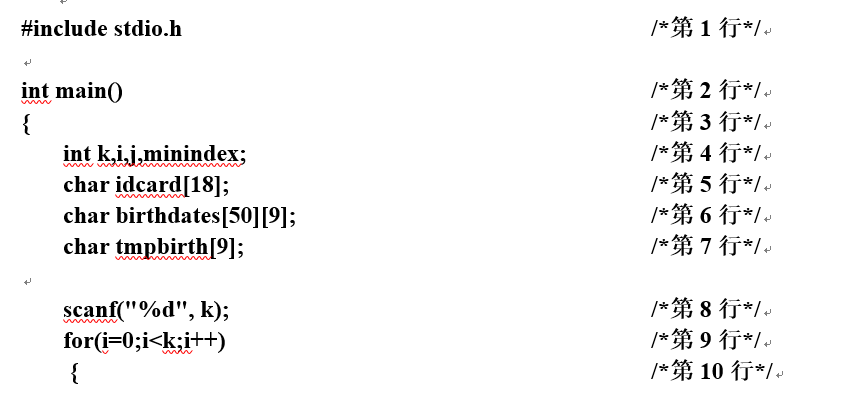 #include stdio.h /*第 1 行*/
int main() /*第 2 行*/
{ /*第 3 行*/
int k,i,j,minindex; /*第 4 行*/
char idcard[18]; /*第 5 行*/
char birthdates[50][9]; /*第 6 行*/
char tmpbirth[9]; /*第 7 行*/
scanf("%d", k); /*第 8 行*/
for(i=0;i<k;i++) /*第 9 行*/
{ /*第 10 行*/